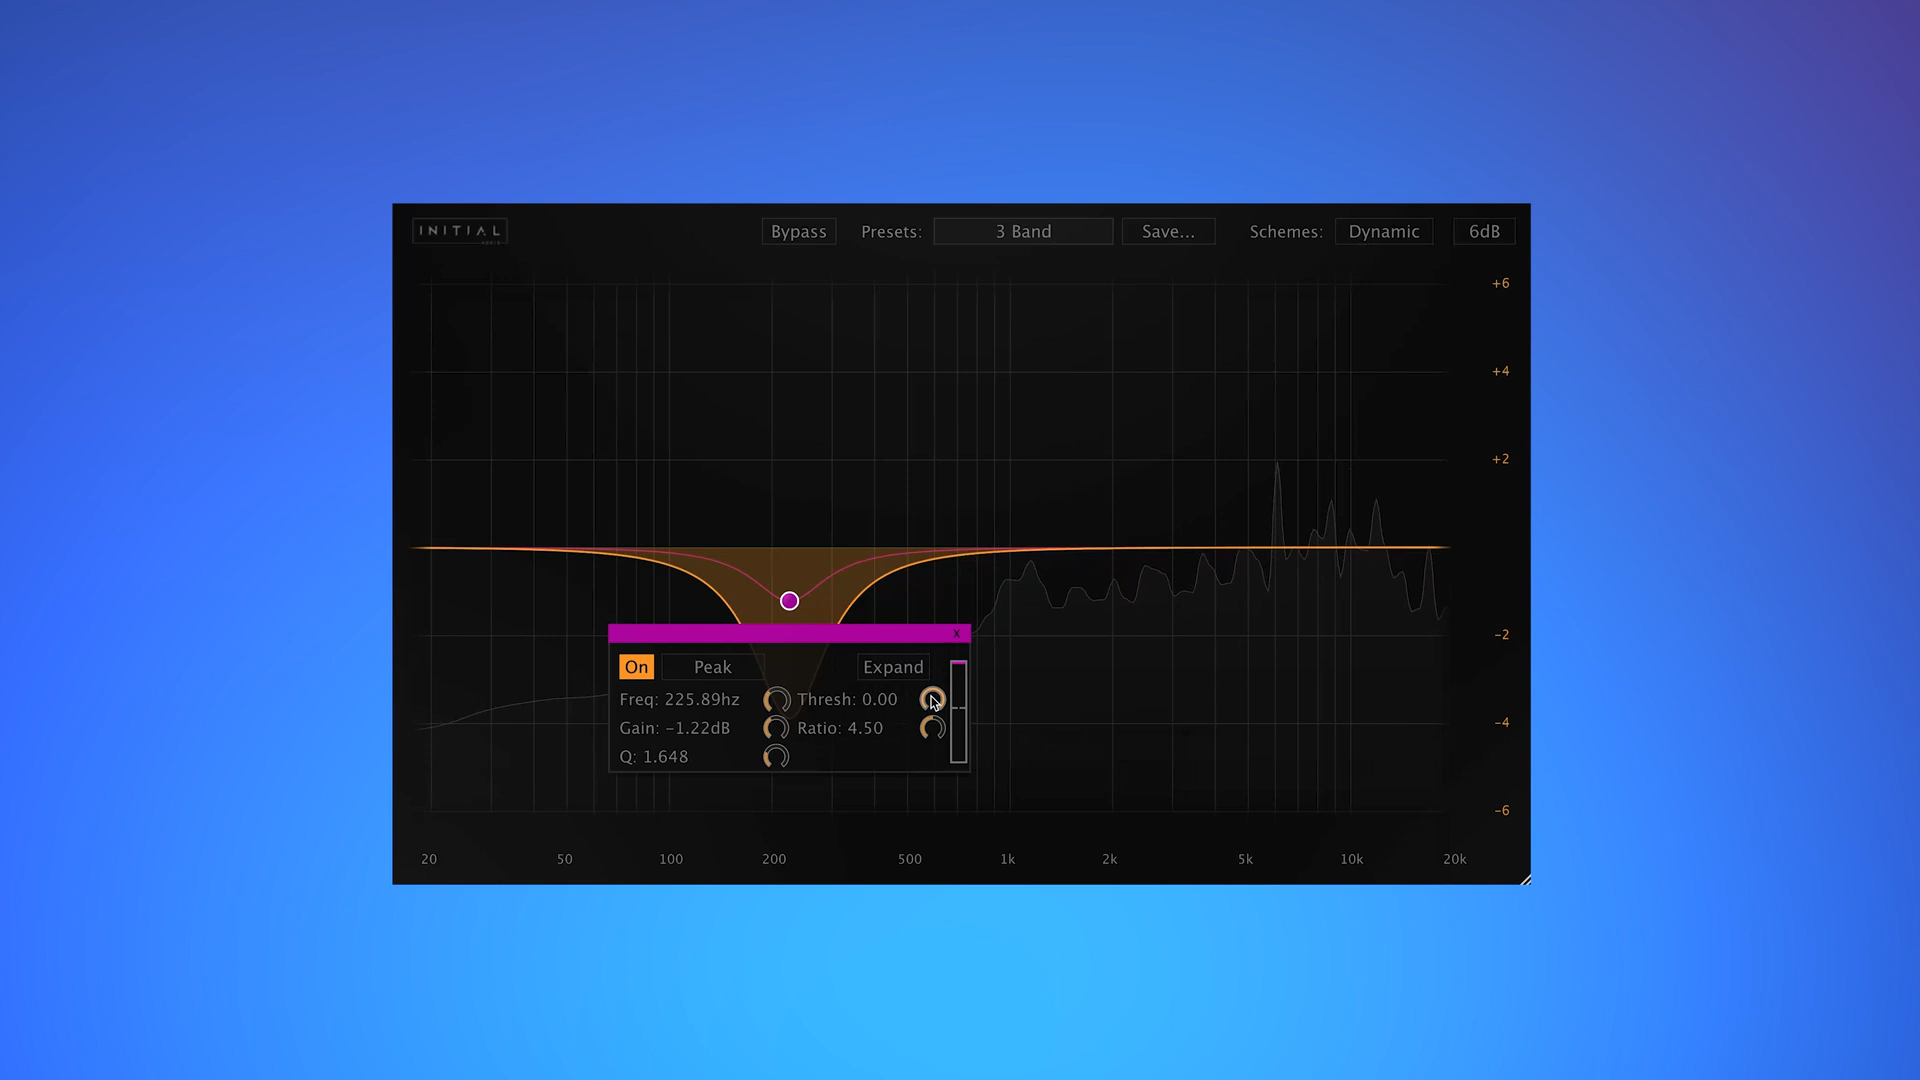 INITIAL
Bypass Presets: 3 Band Save... Schemes: Dynamic 6dB
+6
+4
+2
-2
-4
-6
x
On Peak Expand
Freq: 225.89hz Thresh: 0.00
Gain: -1.22dB Ratio: 4.50
Q: 1.648
20 50 100 200 500 1k 2k 5k 10k 20k